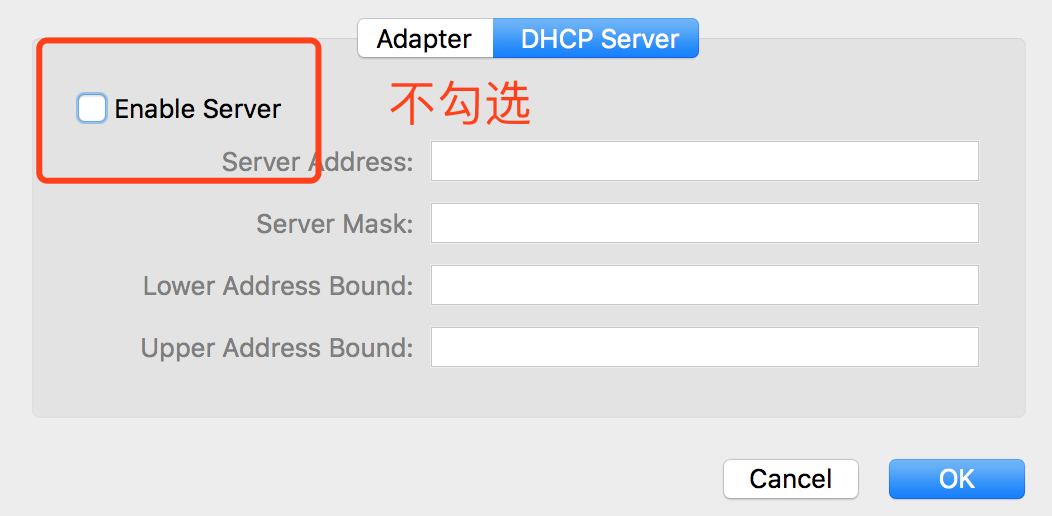 Adapter DHCP Server
Enable Server 不勾选
Server Address:
Server Mask:
Lower Address Bound:
Upper Address Bound:
Cancel OK